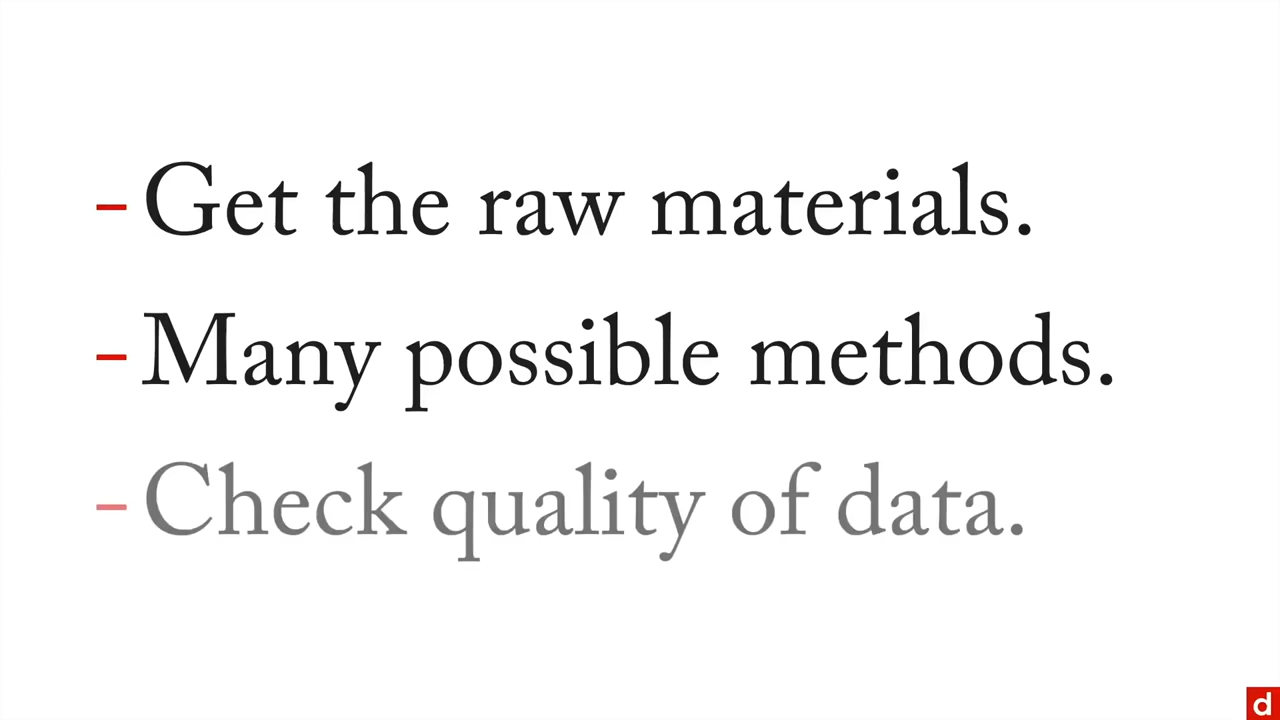 - Get the raw materials.
- Many possible methods.
- Check quality of data.
d